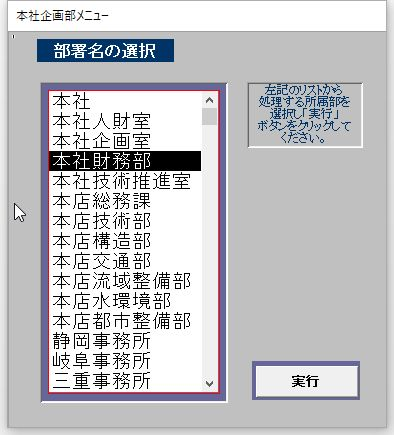 本社企画部ﾒﾆｭｰ
部署名の選択
本社
本社人財室
本社企画室
本社財務部
本社技術推進室
本店総務課
本店技術部
本店構造部
本店交通部
本店流域整備部
本店水環境部
本店都市整備部
静岡事務所
岐阜事務所
三重事務所
左記のリストから
処理する所属部を
選択し「実行」
ボタンをクリックして
ください。
実行